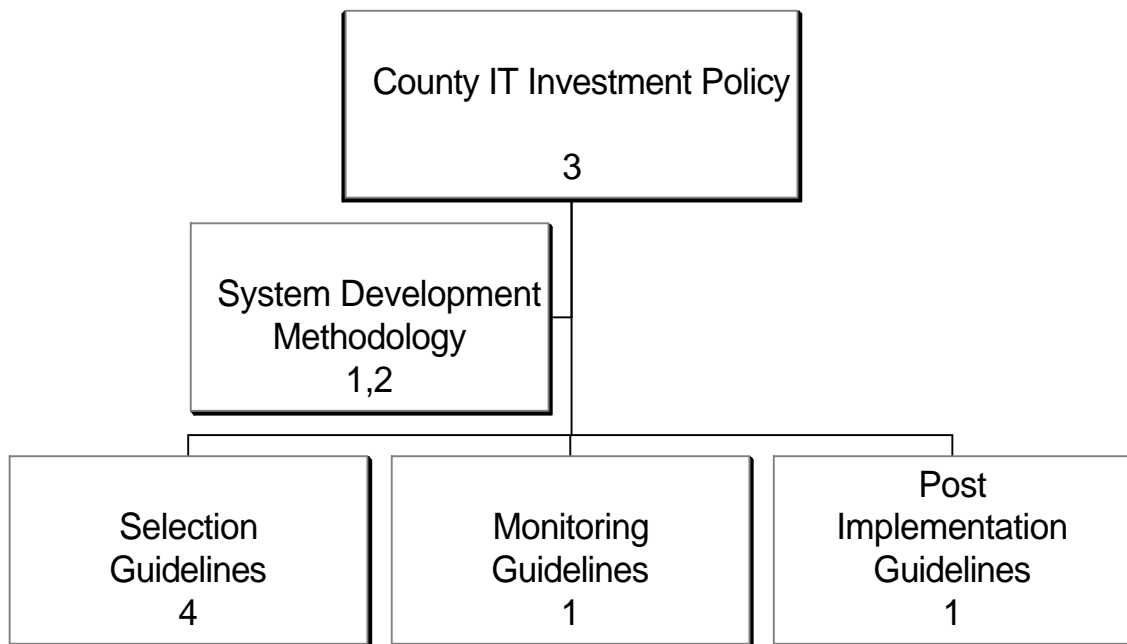 County IT Investment Policy
3
System Development
Methodology
1,2
Selection
Guidelines
4
Monitoring
Guidelines
1
Post
Implementation
Guidelines
1